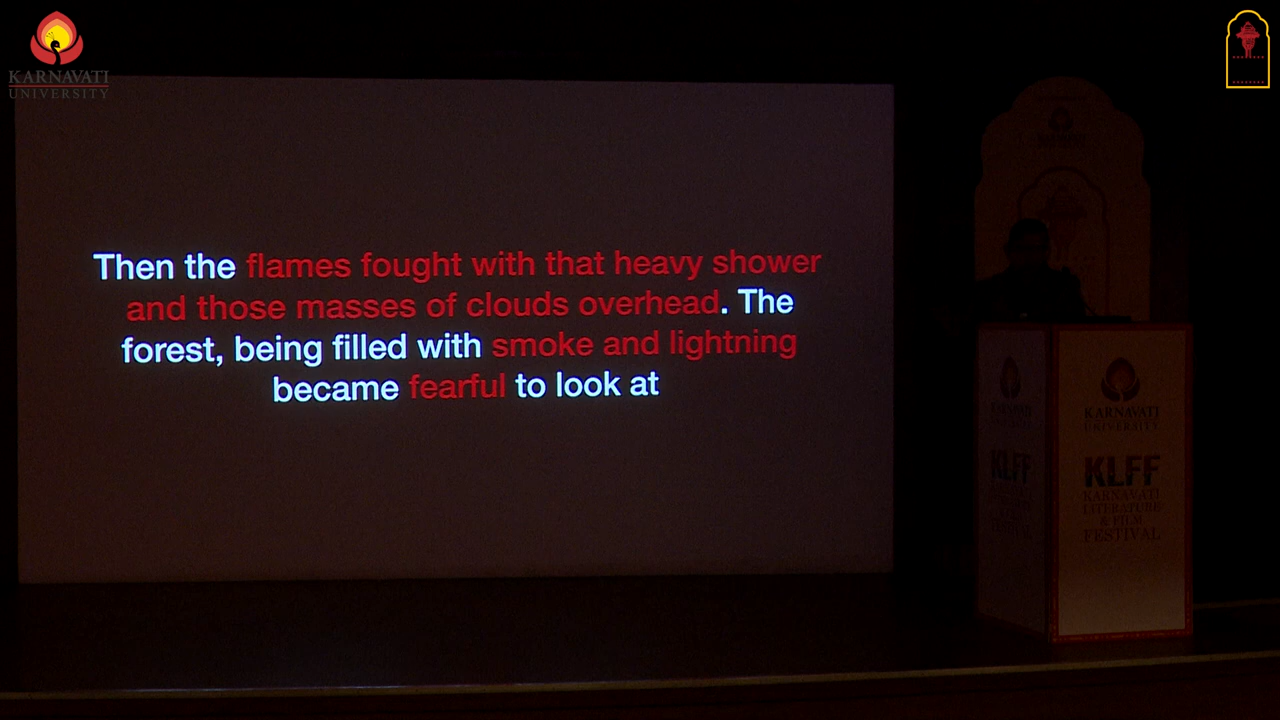 KARNAVATI
UNIVERSITY
Then the flames fought with that heavy shower
and those masses of clouds overhead. The
forest, being filled with smoke and lightning
became fearful to look at
KARNAVATI
UNIVERSITY
KLFF
KARNAVATI
LITERATURE
& FILM
FESTIVAL
KLFF